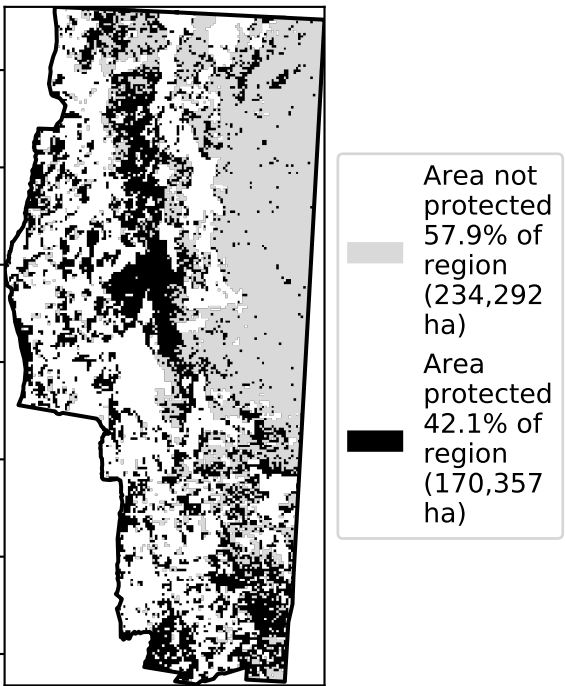 Area not
protected
57.9% of
region
(234,292
ha)
Area
protected
42.1% of
region
(170,357
ha)